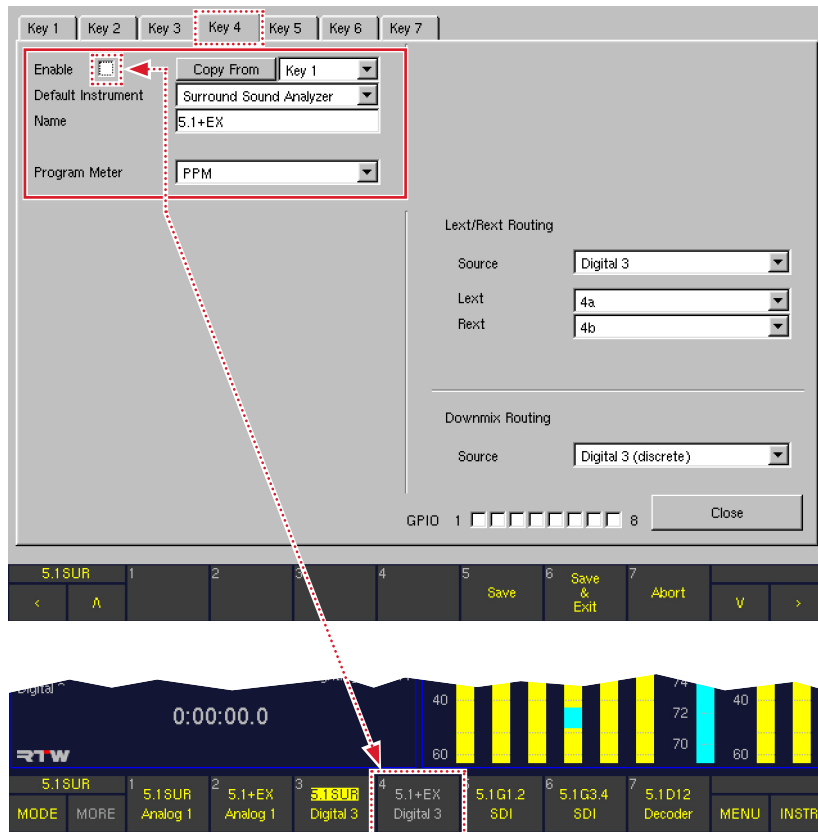 Key 1 Key 2 Key 3 Key 4 Key 5 Key 6 Key 7
Enable Copy From Key 1
Default Instrument Surround Sound Analyzer
Name 5.1+EX
Program Meter PPM
Lext/Rext Routing
Source Digital 3
Lext 4a
Rext 4b
Downmix Routing
Source Digital 3 (discrete)
GPIO 1 8 Close
5.1SUR 1 2 3 4 5 Save 6 Save & Exit 7 Abort
< Λ V >
Digital
0:00:00.0
40 74 40
72
70
60 60
RTW
5.1SUR 1 5.1SUR 2 5.1+EX 3 5.1SUR 4 5.1+EX 5.1G1.2 6 5.1G3.4 7 5.1D12
MODE MORE Analog 1 Analog 1 Digital 3 Digital 3 SDI SDI Decoder MENU INSTR